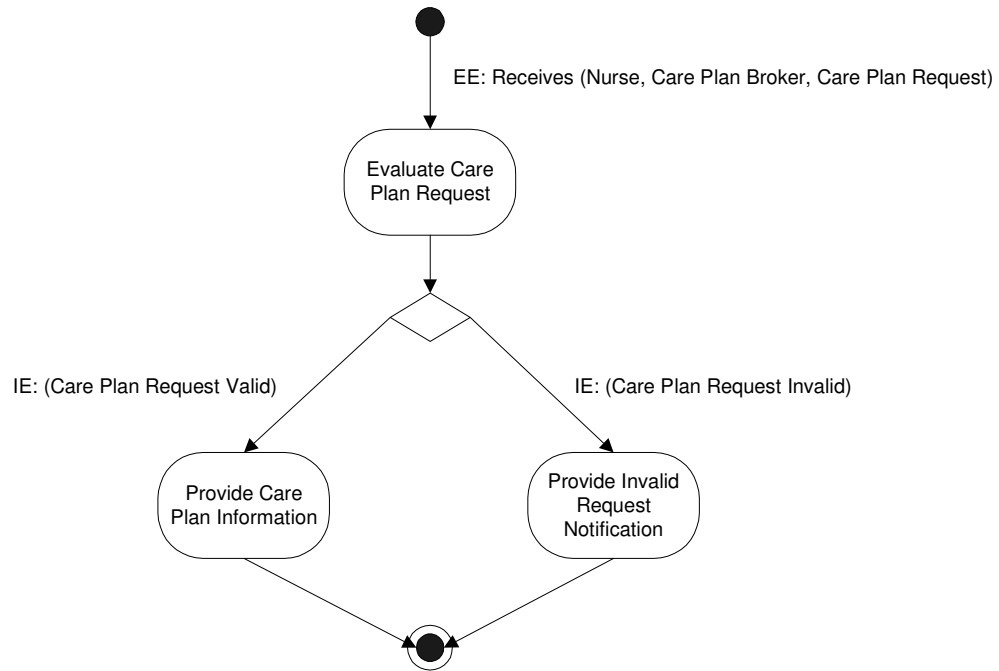 EE: Receives (Nurse, Care Plan Broker, Care Plan Request)
Evaluate Care
Plan Request
IE: (Care Plan Request Valid)
IE: (Care Plan Request Invalid)
Provide Care
Plan Information
Provide Invalid
Request
Notification